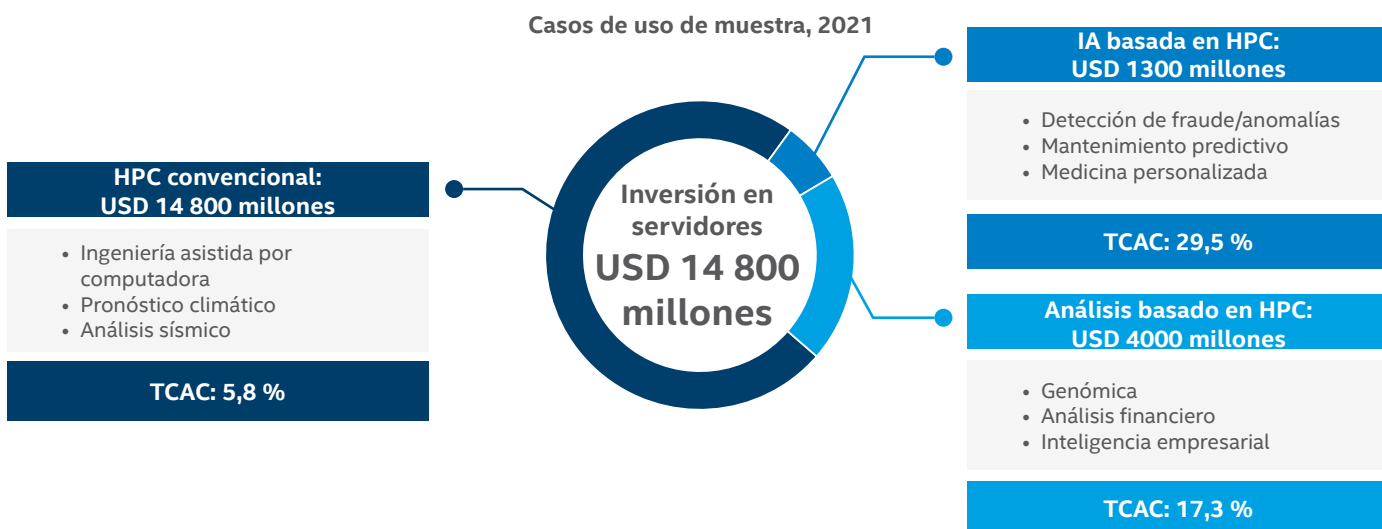 Casos de uso de muestra, 2021
HPC convencional:
USD 14 800 millones
• Ingeniería asistida por
computadora
• Pronóstico climático
• Análisis sísmico
TCAC: 5,8 %
Inversión en
servidores
USD 14 800
millones
IA basada en HPC:
USD 1300 millones
• Detección de fraude/anomalías
• Mantenimiento predictivo
• Medicina personalizada
TCAC: 29,5 %
Análisis basado en HPC:
USD 4000 millones
• Genómica
• Análisis financiero
• Inteligencia empresarial
TCAC: 17,3 %